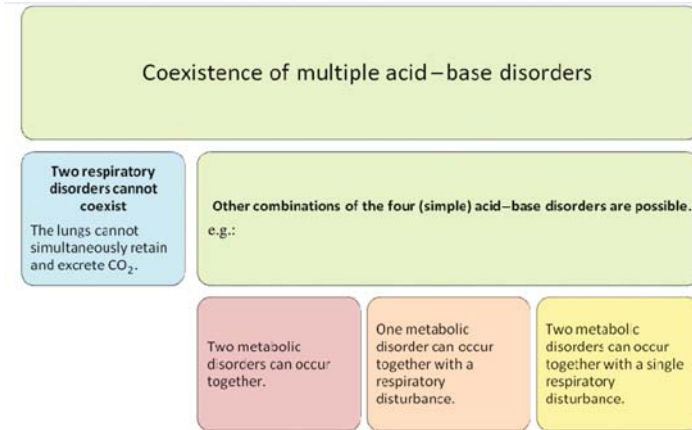 Coexistence of multiple acid–base disorders
Two respiratory
disorders cannot
coexist
The lungs cannot
simultaneously retain
and excrete CO₂.
Other combinations of the four (simple) acid–base disorders are possible.
e.g.:
Two metabolic
disorders can occur
together.
One metabolic
disorder can occur
together with a
respiratory
disturbance.
Two metabolic
disorders can occur
together with a single
respiratory
disturbance.